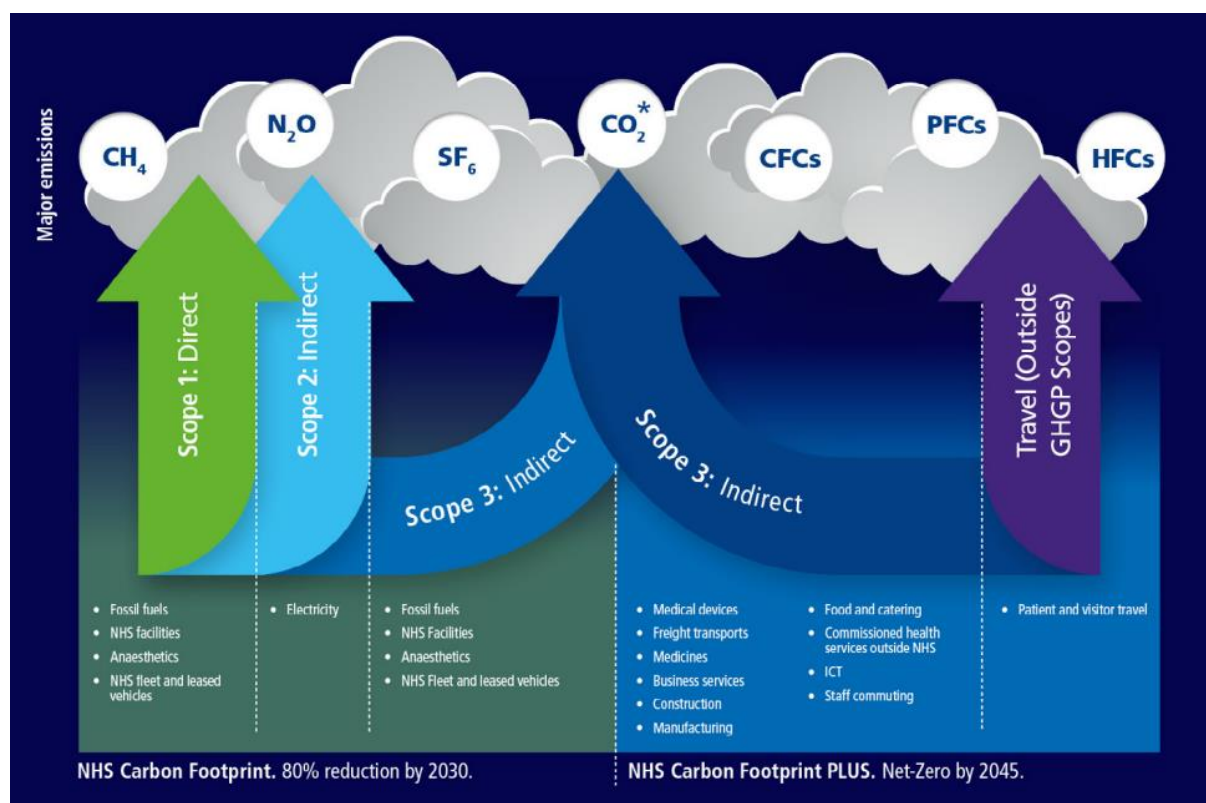 Major emissions
CH₄
N₂O
SF₆
CO₂*
CFCs
PFCs
HFCs
Scope 1: Direct
Scope 2: Indirect
Scope 3: Indirect
Scope 3: Indirect
Travel (Outside
GHGP Scopes)
• Fossil fuels
• NHS facilities
• Anaesthetics
• NHS fleet and leased
vehicles
• Electricity
• Fossil fuels
• NHS Facilities
• Anaesthetics
• NHS Fleet and leased vehicles
• Medical devices
• Freight transports
• Medicines
• Business services
• Construction
• Manufacturing
• Food and catering
• Commissioned health
services outside NHS
• ICT
• Staff commuting
• Patient and visitor travel
NHS Carbon Footprint. 80% reduction by 2030.
NHS Carbon Footprint PLUS. Net-Zero by 2045.